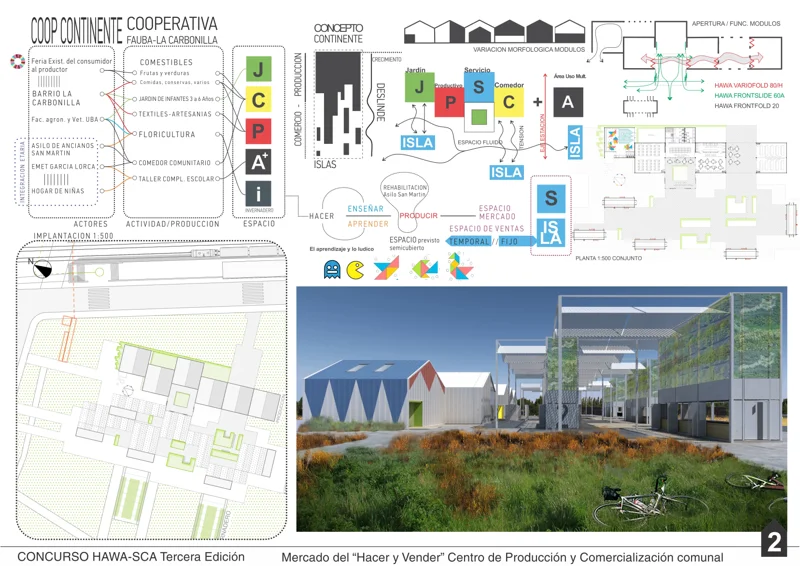 COOP CONTINENTE
COOPERATIVA
FAUBA-LA CARBONILLA
Feria Exist. del consumidor
al productor
BARRIO LA
CARBONILLA
Fac. agron. y Vet. UBA
ASILO DE ANCIANOS
SAN MARTIN
EMET GARCIA LORCA
HOGAR DE NIÑAS
INTEGRACION ETARIA
ACTORES
COMESTIBLES
Frutas y verduras
Comidas, conservas, varios
JARDIN DE INFANTES 3 a 6 Años
TEXTILES-ARTESANIAS
FLORICULTURA
COMEDOR COMUNITARIO
TALLER COMPL. ESCOLAR
ACTIVIDAD/PRODUCCION
J
C
P
A+
i
INVERNADERO
ESPACIO
CONCEPTO
CONTINENTE
COMERCIO - PRODUCCION
CRECIMIENTO
DESLINDE
ISLAS
VARIACION MORFOLOGICA MODULOS
Jardín
Productivo
Servicio
Comedor
Área Uso Mult.
J
P
S
C
+
A
ISLA
ESPACIO FLUIDO
TENSION
EXPECTACION
ISLA
ISLA
APERTURA / FUNC. MODULOS
HAWA VARIOFOLD 80/H
HAWA FRONTSLIDE 60A
HAWA FRONTFOLD 20
HACER
ENSEÑAR
APRENDER
REHABILITACION
Asilo San Martin
PRODUCIR
ESPACIO
MERCADO
ESPACIO DE VENTAS
TEMPORAL // FIJO
ESPACIO previsto
semicubierto
El aprendizaje y lo ludico
S
IS
LA
PLANTA 1:500 CONJUNTO
IMPLANTACION 1:500
N
2
CONCURSO HAWA-SCA Tercera Edición
Mercado del "Hacer y Vender" Centro de Producción y Comercialización comunal